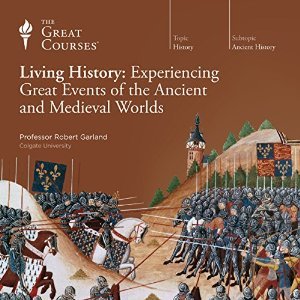 THE
GREAT
COURSES®
Topic
History
Subtopic
Ancient History
Living History: Experiencing
Great Events of the Ancient
and Medieval Worlds
Professor Robert Garland
Colgate University